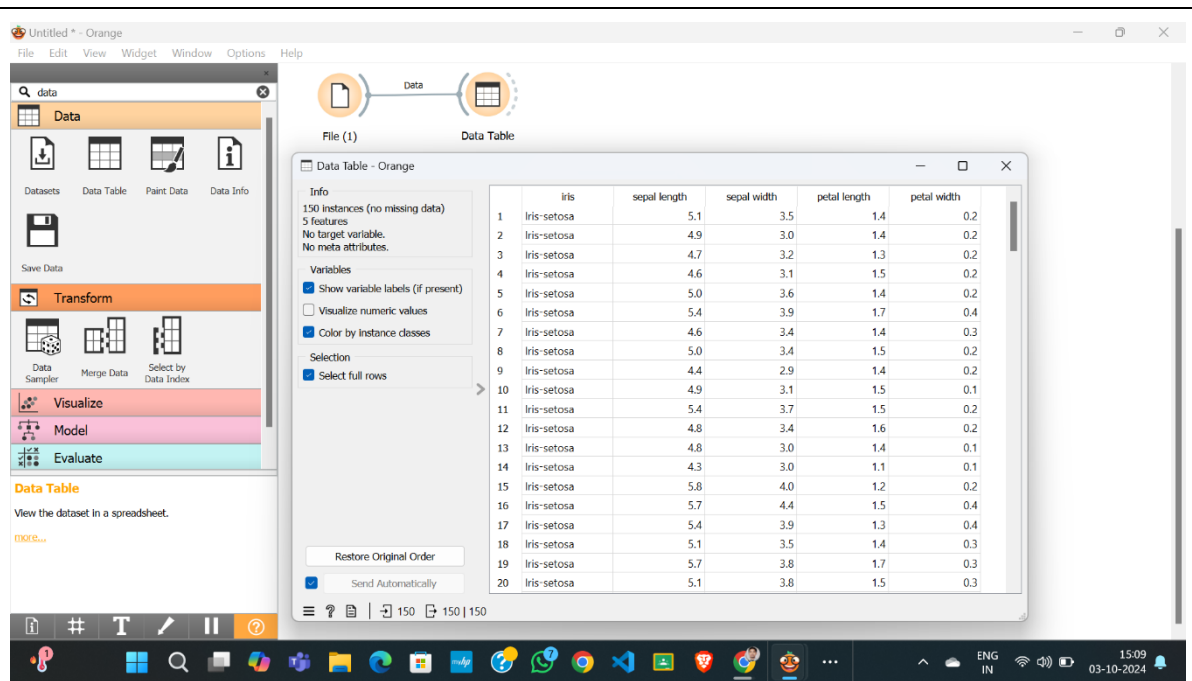 Untitled * - Orange
File Edit View Widget Window Options Help
data
Data
Datasets Data Table Paint Data Data Info
Save Data
Transform
Data Sampler Merge Data Select by Data Index
Visualize
Model
Evaluate
Data Table
View the dataset in a spreadsheet.
more...
T
?
Data
File (1) Data Table
Data Table - Orange
Info
150 instances (no missing data)
5 features
No target variable.
No meta attributes.
Variables
Show variable labels (if present)
Visualize numeric values
Color by instance classes
Selection
Select full rows
Restore Original Order
Send Automatically
? 150 150 | 150
iris sepal length sepal width petal length petal width
1 Iris-setosa 5.1 3.5 1.4 0.2
2 Iris-setosa 4.9 3.0 1.4 0.2
3 Iris-setosa 4.7 3.2 1.3 0.2
4 Iris-setosa 4.6 3.1 1.5 0.2
5 Iris-setosa 5.0 3.6 1.4 0.2
6 Iris-setosa 5.4 3.9 1.7 0.4
7 Iris-setosa 4.6 3.4 1.4 0.3
8 Iris-setosa 5.0 3.4 1.5 0.2
9 Iris-setosa 4.4 2.9 1.4 0.2
10 Iris-setosa 4.9 3.1 1.5 0.1
11 Iris-setosa 5.4 3.7 1.5 0.2
12 Iris-setosa 4.8 3.4 1.6 0.2
13 Iris-setosa 4.8 3.0 1.4 0.1
14 Iris-setosa 4.3 3.0 1.1 0.1
15 Iris-setosa 5.8 4.0 1.2 0.2
16 Iris-setosa 5.7 4.4 1.5 0.4
17 Iris-setosa 5.4 3.9 1.3 0.4
18 Iris-setosa 5.1 3.5 1.4 0.3
19 Iris-setosa 5.7 3.8 1.7 0.3
20 Iris-setosa 5.1 3.8 1.5 0.3
1
myhp
7
ENG
IN
15:09
03-10-2024